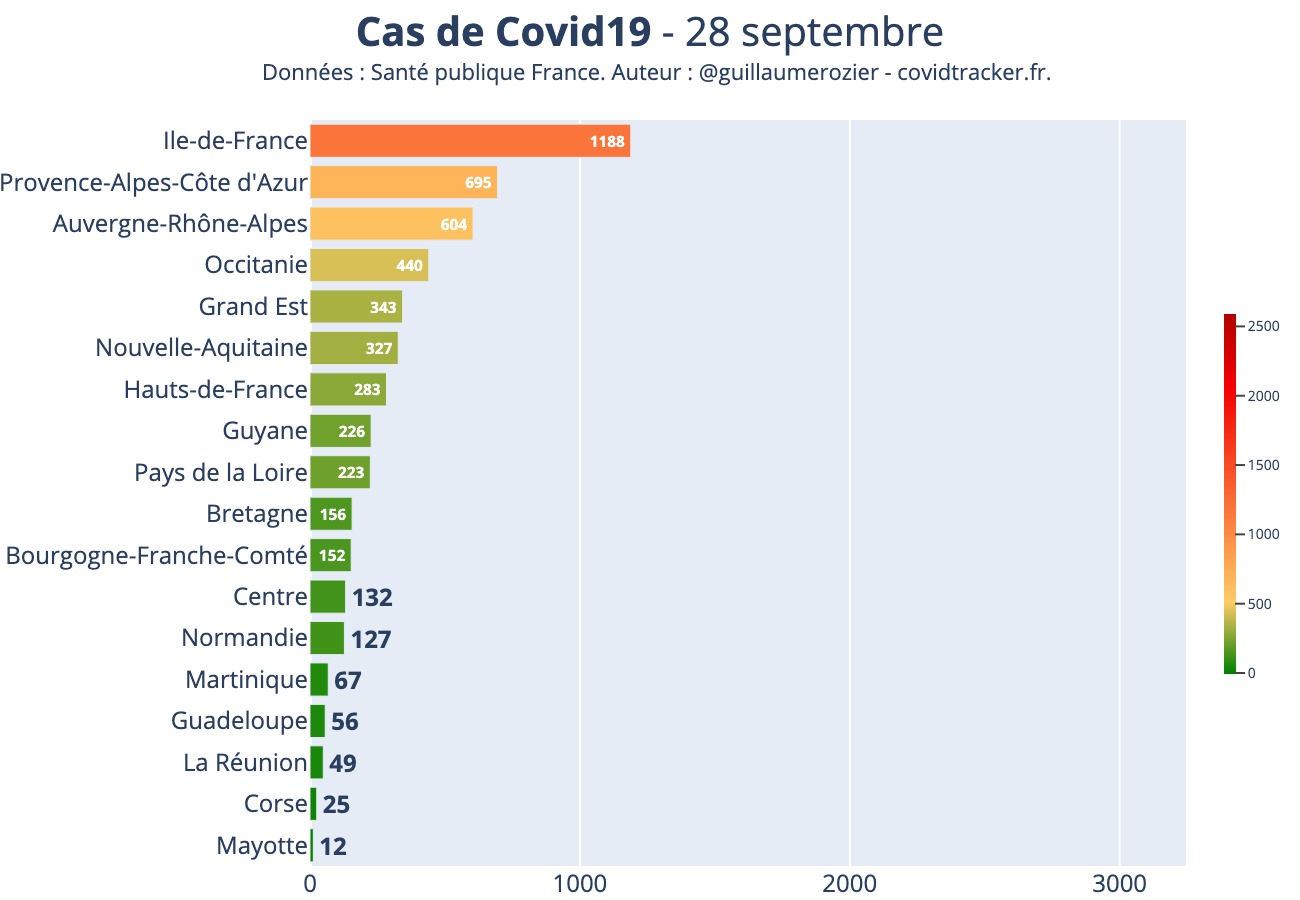 Cas de Covid19 - 28 septembre
Données : Santé publique France. Auteur : @guillaumerozier - covidtracker.fr.
Ile-de-France 1188
Provence-Alpes-Côte d'Azur 695
Auvergne-Rhône-Alpes 604
Occitanie 440
Grand Est 343
Nouvelle-Aquitaine 327
Hauts-de-France 283
Guyane 226
Pays de la Loire 223
Bretagne 156
Bourgogne-Franche-Comté 152
Centre 132
Normandie 127
Martinique 67
Guadeloupe 56
La Réunion 49
Corse 25
Mayotte 12
0 1000 2000 3000
2500
2000
1500
1000
500
0